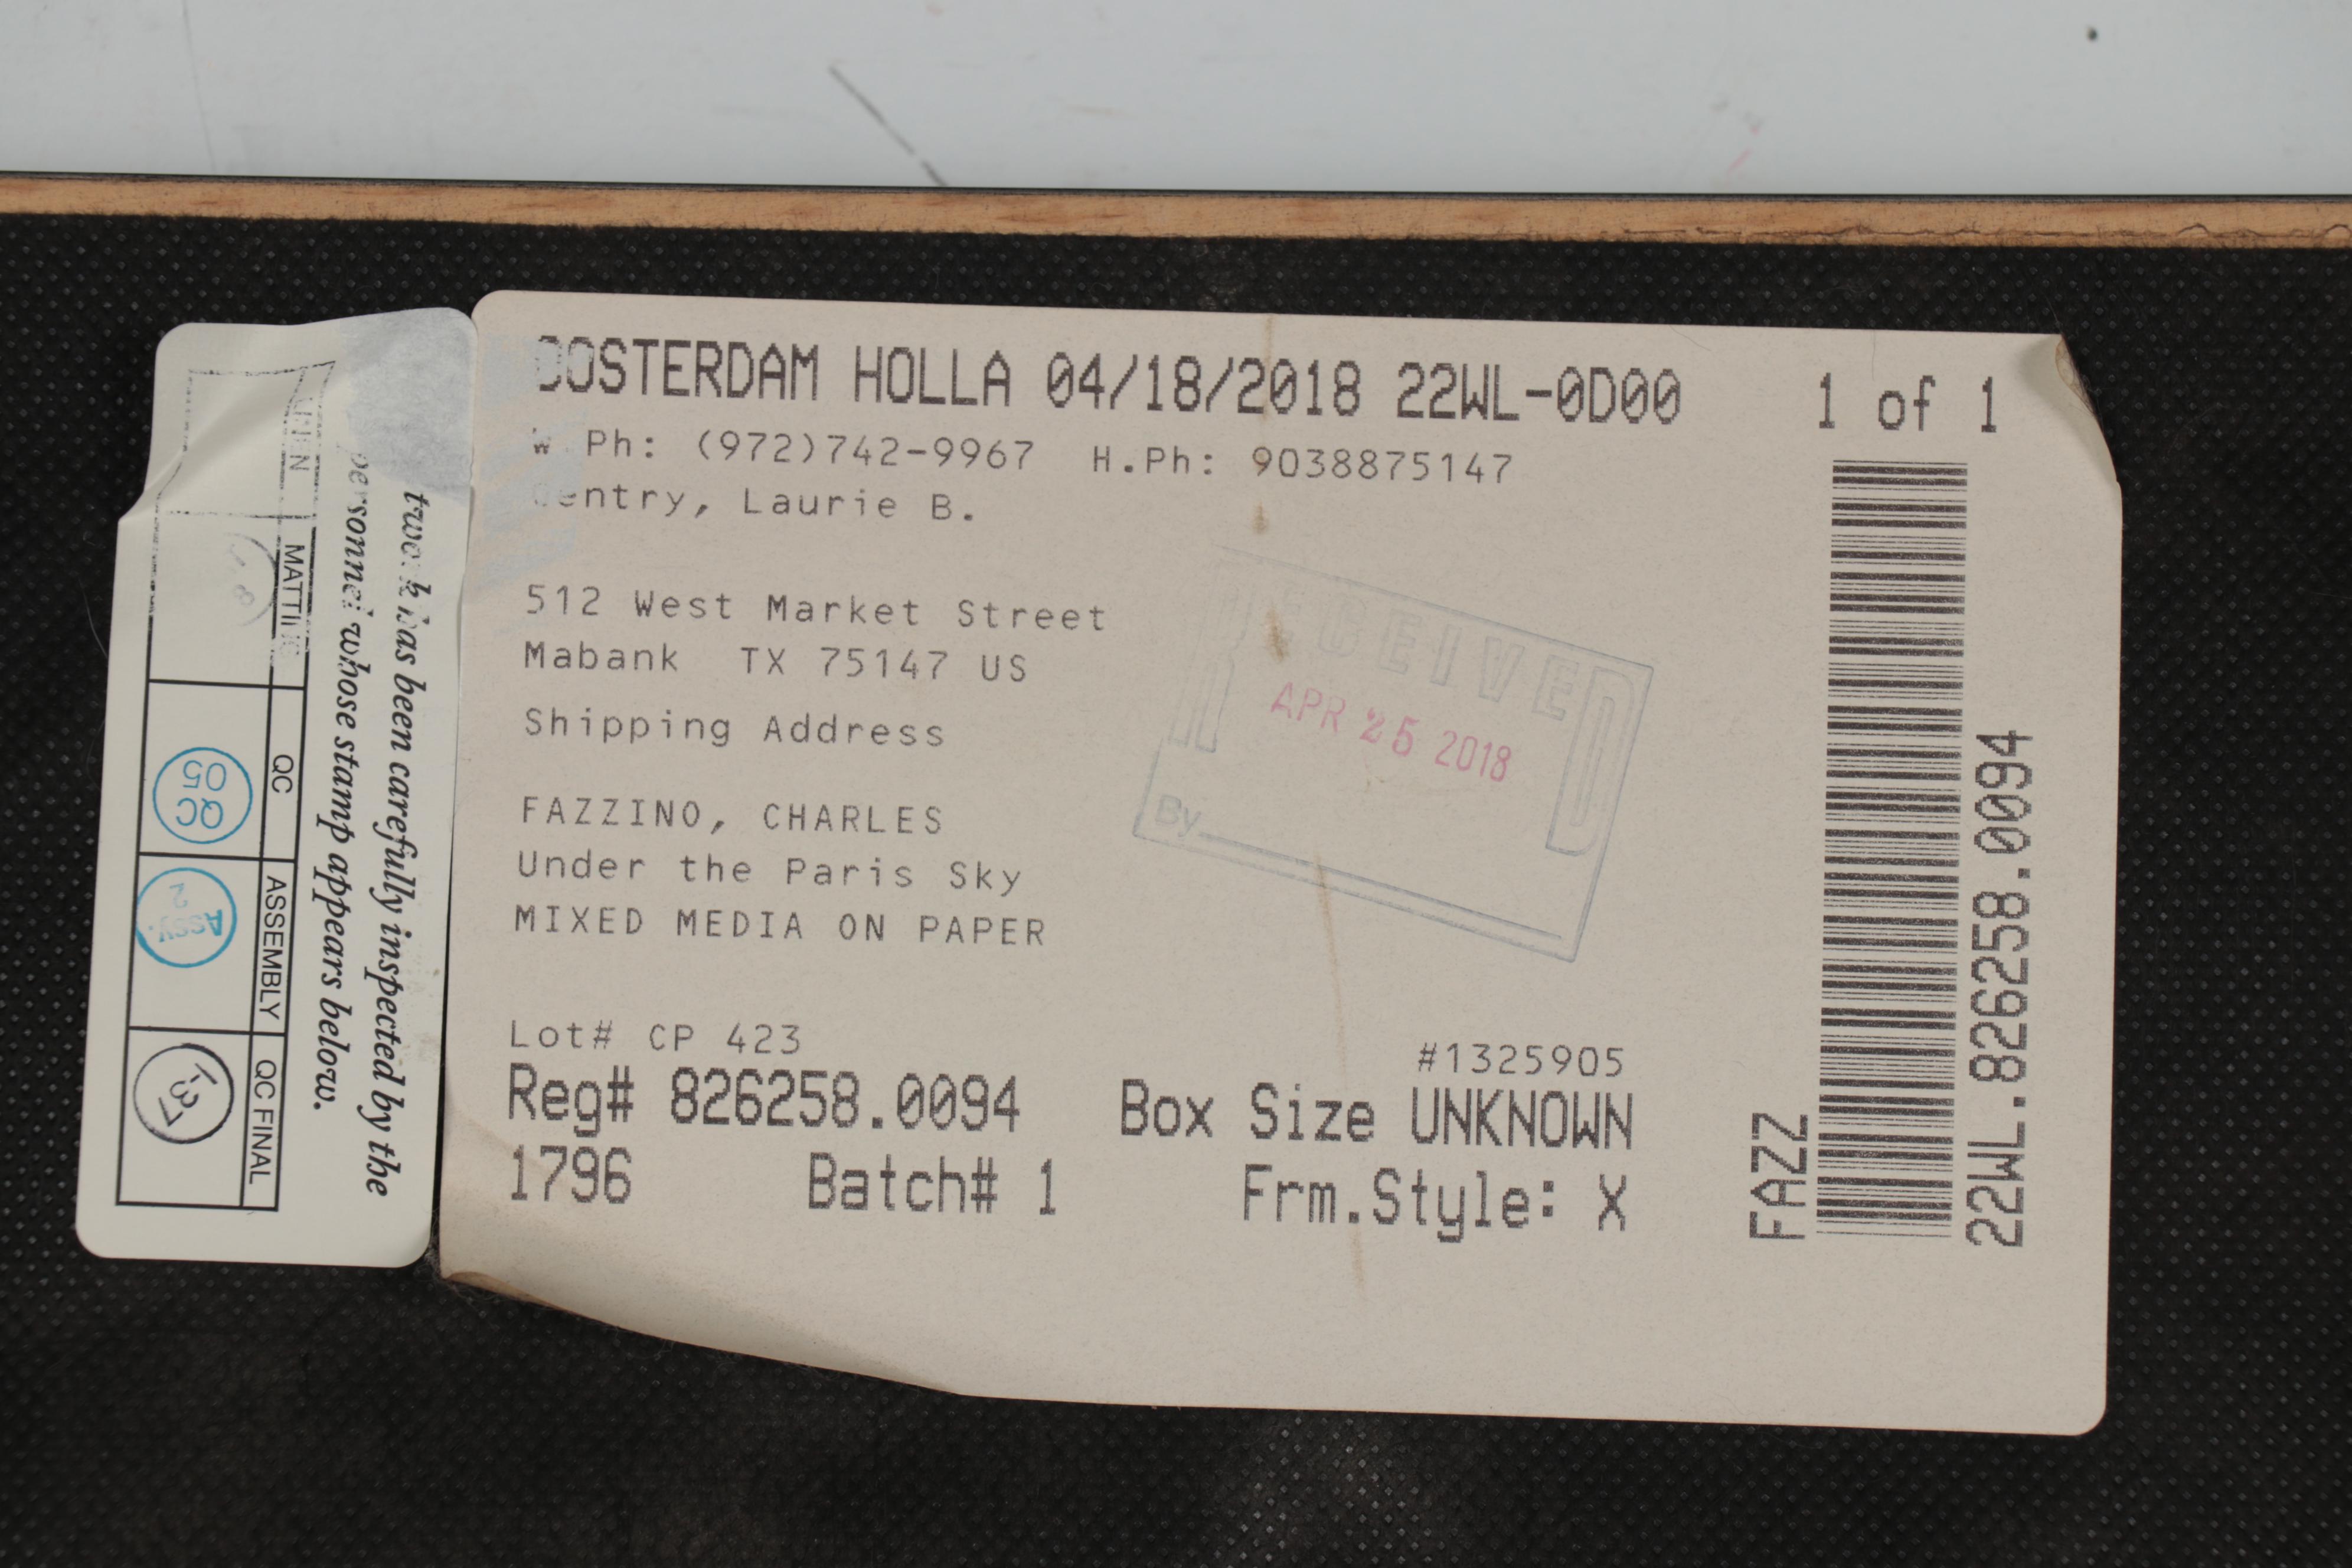 OOSTERDAM HOLLA 04/18/2018 22WL-0D00 1 of 1
W Ph: (972)742-9967 H.Ph: 9038875147
entry, Laurie B.
512 West Market Street
Mabank TX 75147 US
Shipping Address
FAZZINO, CHARLES
Under the Paris Sky
MIXED MEDIA ON PAPER
Lot# CP 423
#1325905
Reg# 826258.0094 Box Size UNKNOWN
1796 Batch# 1 Frm.Style: X
FAZZ
22WL.826258.0094
RECEIVED
APR 25 2018
By
twork has been carefully inspected by the
personnel whose stamp appears below.
MATTING QC ASSEMBLY QC FINAL
QC
05
ASSY.